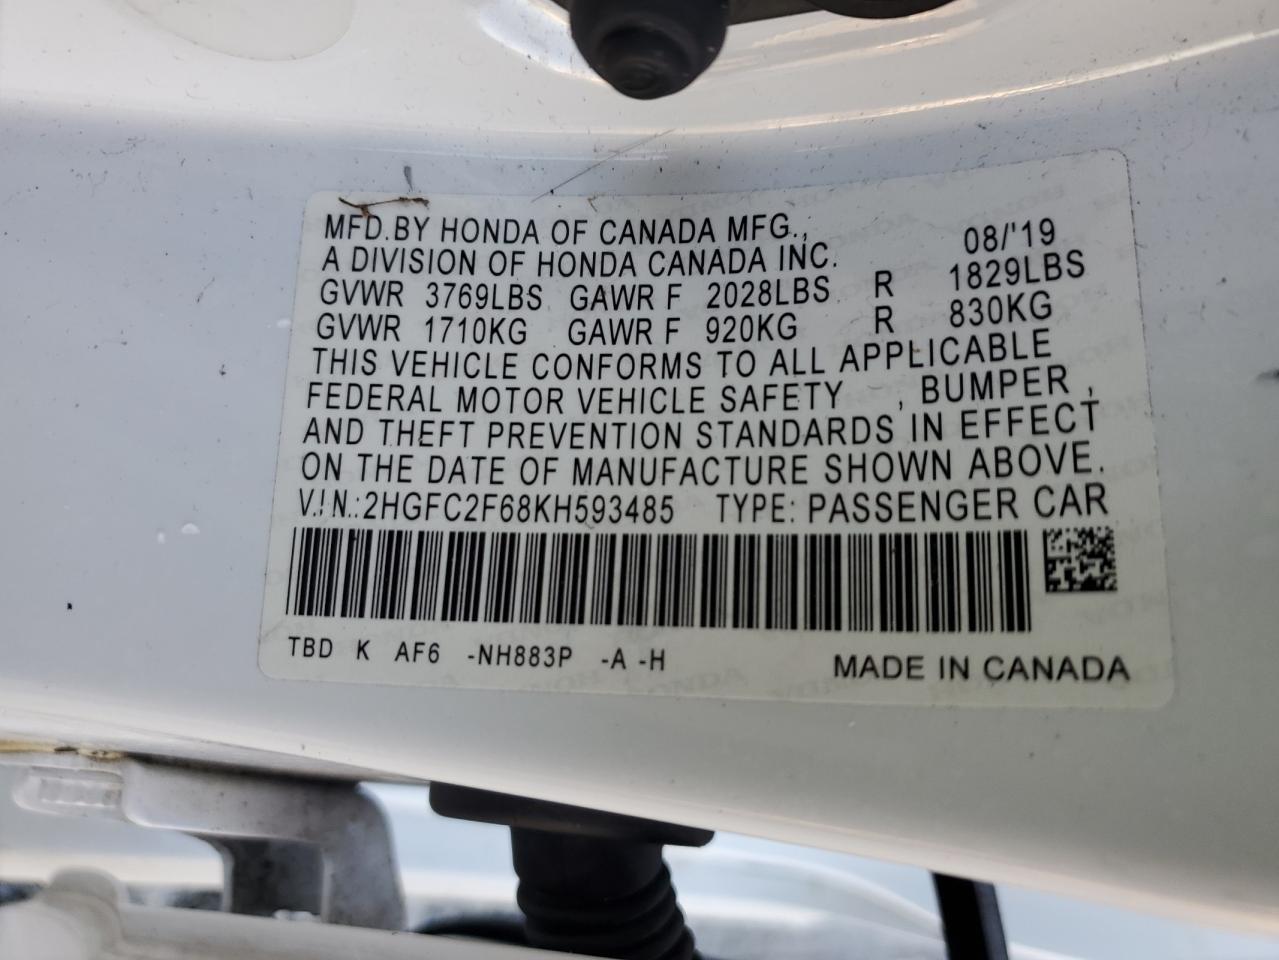 MFD.BY HONDA OF CANADA MFG., 08/'19
A DIVISION OF HONDA CANADA INC.
GVWR 3769LBS GAWR F 2028LBS R 1829LBS
GVWR 1710KG GAWR F 920KG R 830KG
THIS VEHICLE CONFORMS TO ALL APPLICABLE
FEDERAL MOTOR VEHICLE SAFETY , BUMPER ,
AND THEFT PREVENTION STANDARDS IN EFFECT
ON THE DATE OF MANUFACTURE SHOWN ABOVE.
V.I N.: 2HGFC2F68KH593485 TYPE: PASSENGER CAR
TBD K AF6 -NH883P -A -H MADE IN CANADA